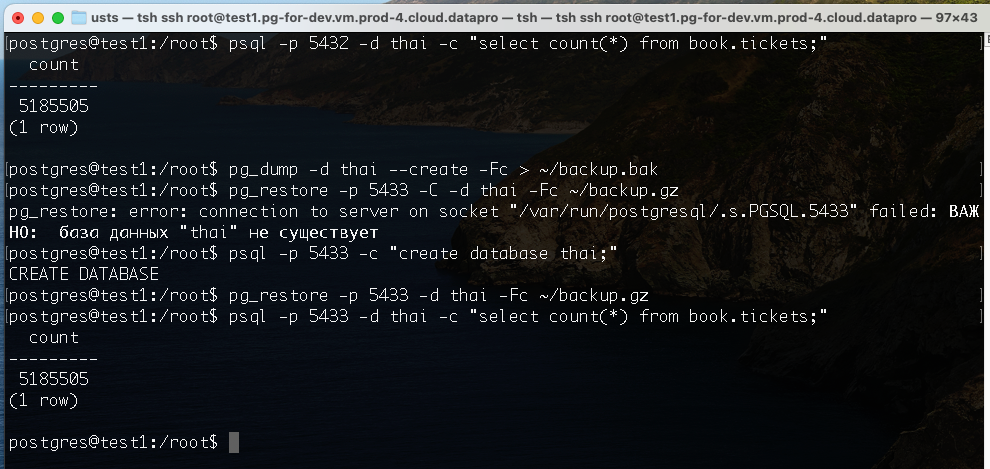 usts — tsh ssh root@test1.pg-for-dev.vm.prod-4.cloud.datapro — tsh — tsh ssh root@test1.pg-for-dev.vm.prod-4.cloud.datapro — 97×43
[postgres@test1:/root$ psql -p 5432 -d thai -c "select count(*) from book.tickets;" ]
  count
---------
 5185505
(1 row)

[postgres@test1:/root$ pg_dump -d thai --create -Fc > ~/backup.bak ]
[postgres@test1:/root$ pg_restore -p 5433 -C -d thai -Fc ~/backup.gz ]
pg_restore: error: connection to server on socket "/var/run/postgresql/.s.PGSQL.5433" failed: ВАЖ
НО:  база данных "thai" не существует
[postgres@test1:/root$ psql -p 5433 -c "create database thai;" ]
CREATE DATABASE
[postgres@test1:/root$ pg_restore -p 5433 -d thai -Fc ~/backup.gz ]
[postgres@test1:/root$ psql -p 5433 -d thai -c "select count(*) from book.tickets;" ]
  count
---------
 5185505
(1 row)

postgres@test1:/root$